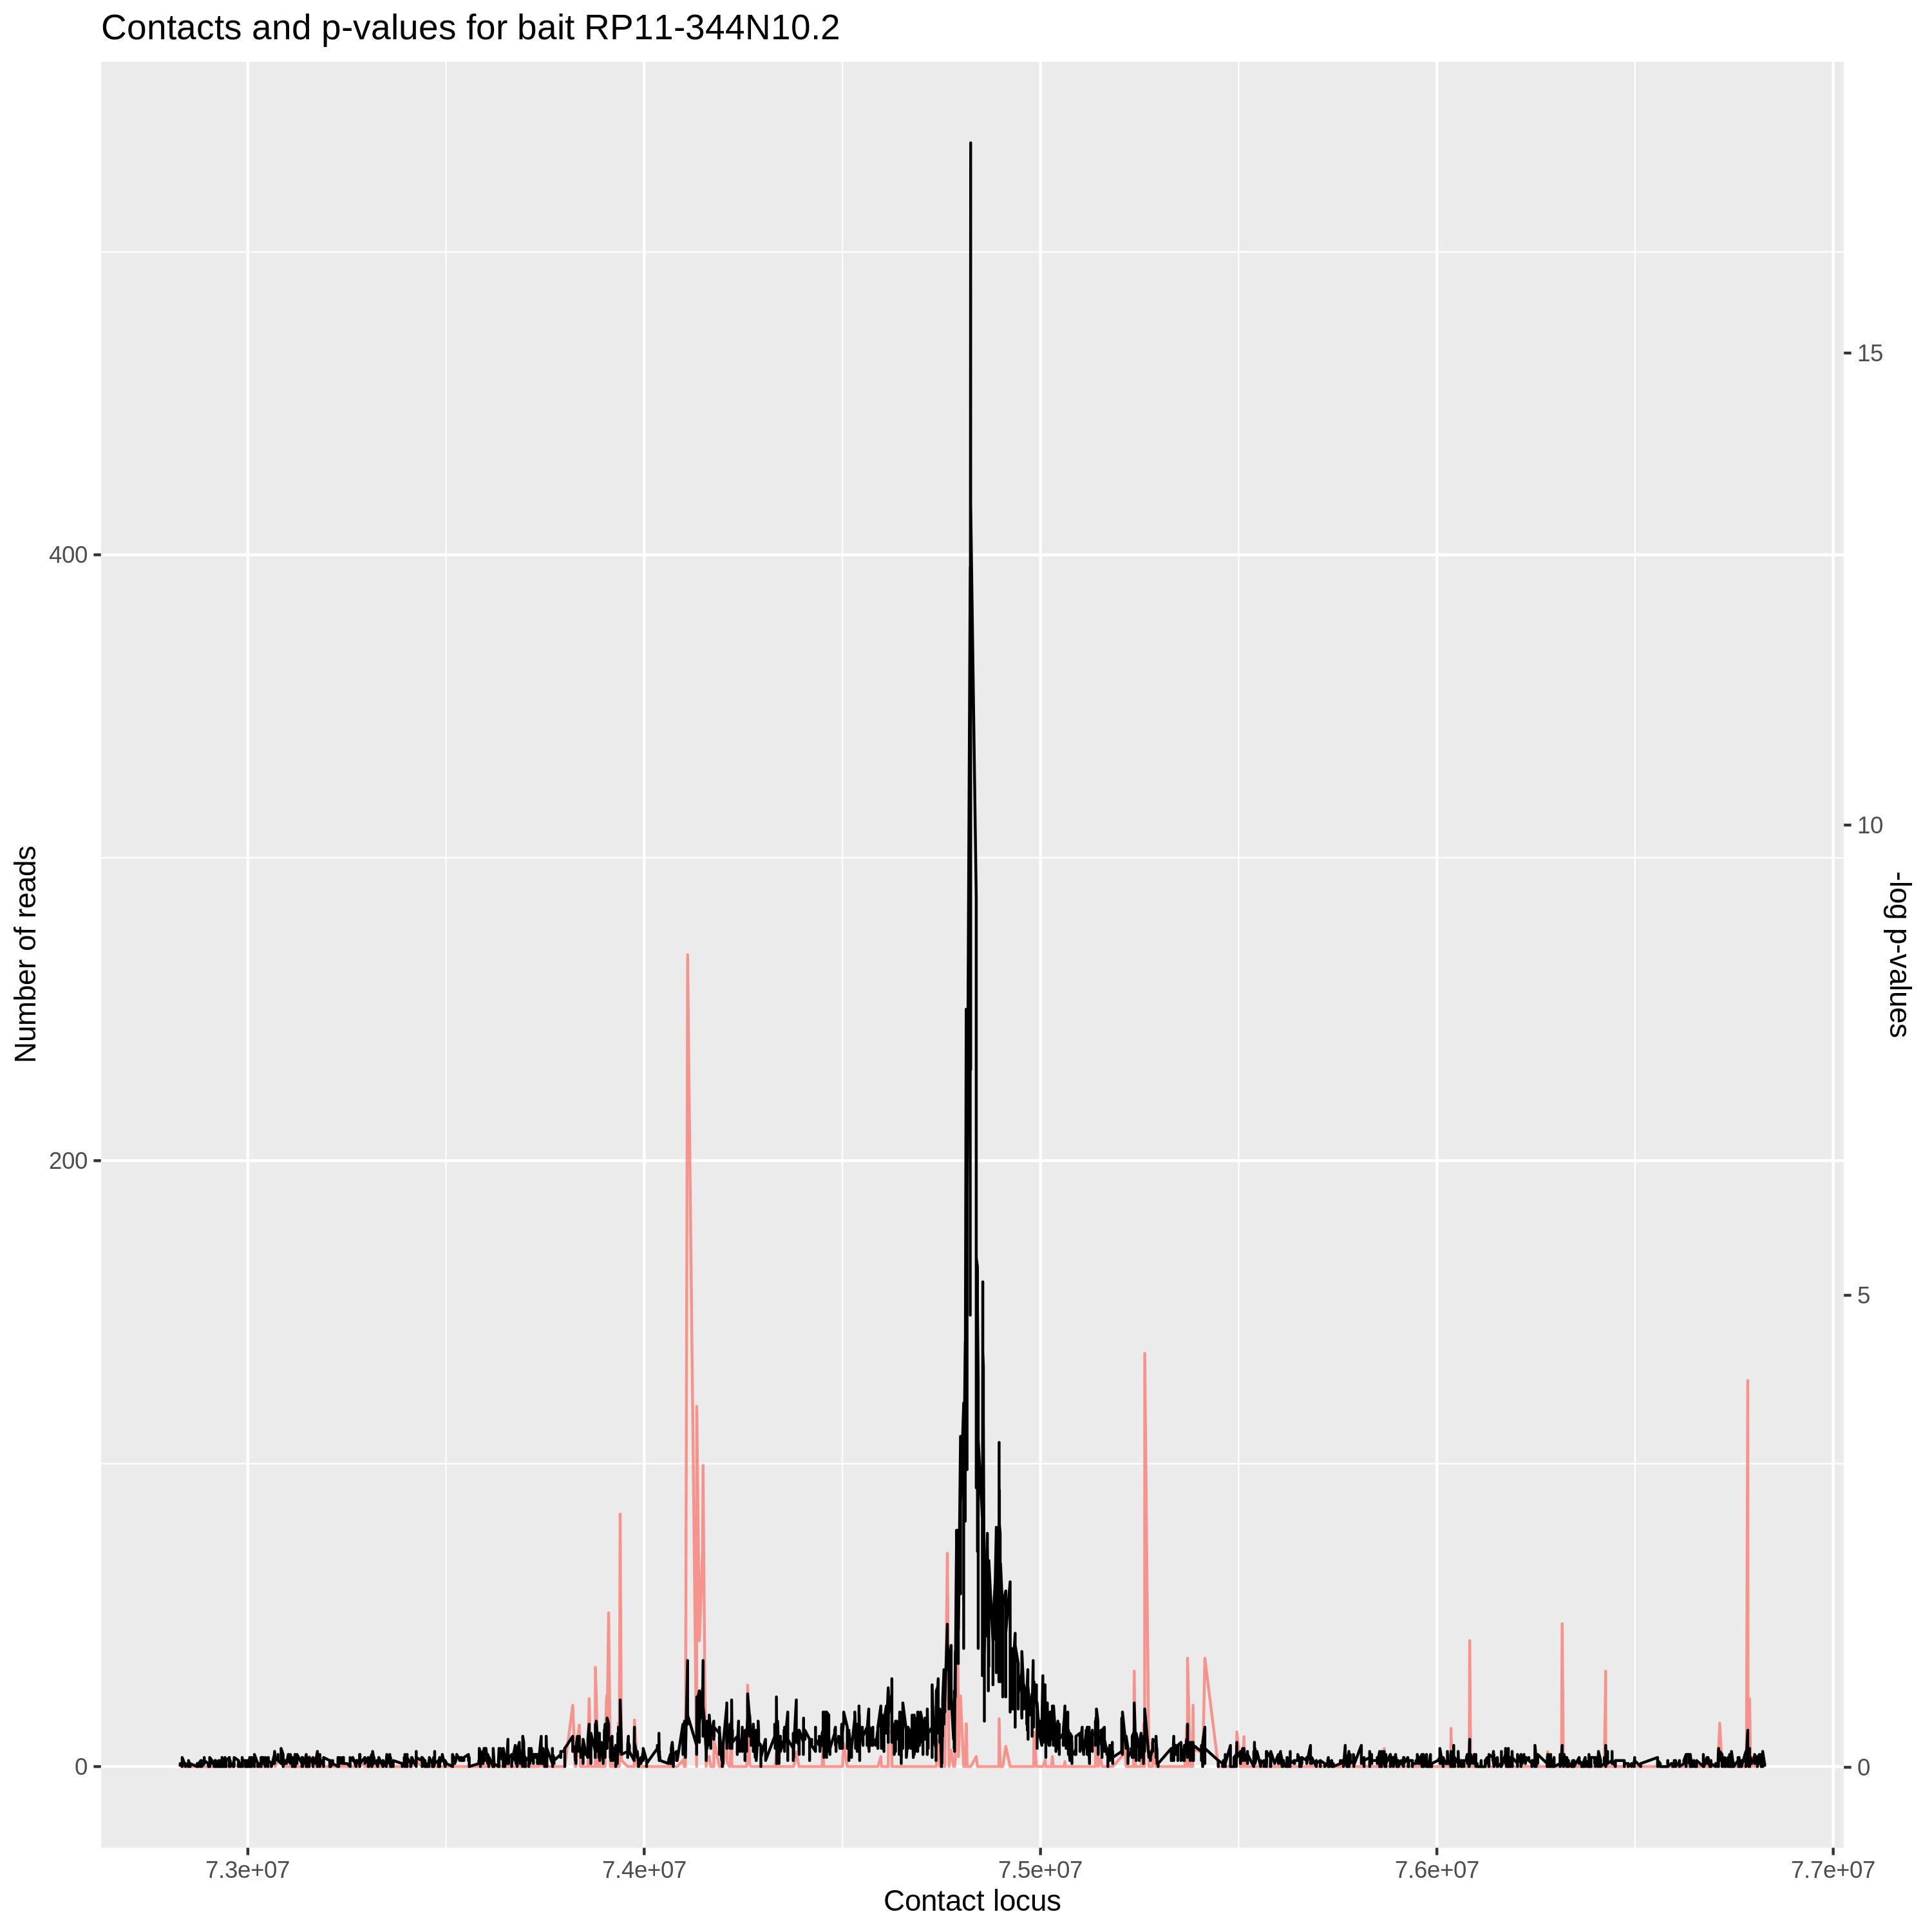 Contacts and p-values for bait RP11-344N10.2
Number of reads
400
200
0
15
10
5
0
-log p-values
7.3e+07
7.4e+07
7.5e+07
7.6e+07
7.7e+07
Contact locus